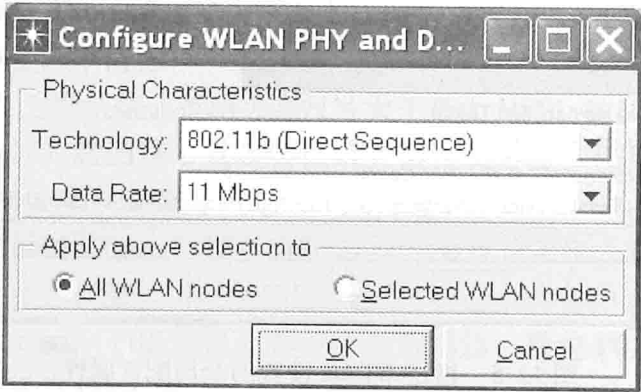 Configure WLAN PHY and D...
Physical Characteristics
Technology: 802.11b (Direct Sequence)
Data Rate: 11 Mbps
Apply above selection to
All WLAN nodes Selected WLAN nodes
OK Cancel